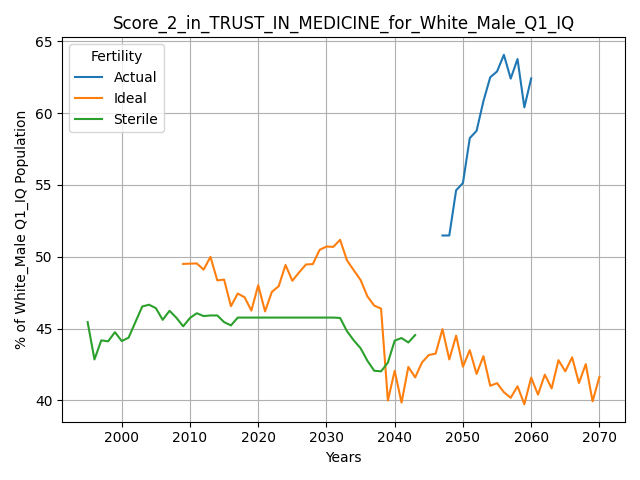 Score_2_in_TRUST_IN_MEDICINE_for_White_Male_Q1_IQ
Fertility
Actual
Ideal
Sterile
% of White_Male Q1_IQ Population
65
60
55
50
45
40
2000
2010
2020
2030
2040
2050
2060
2070
Years